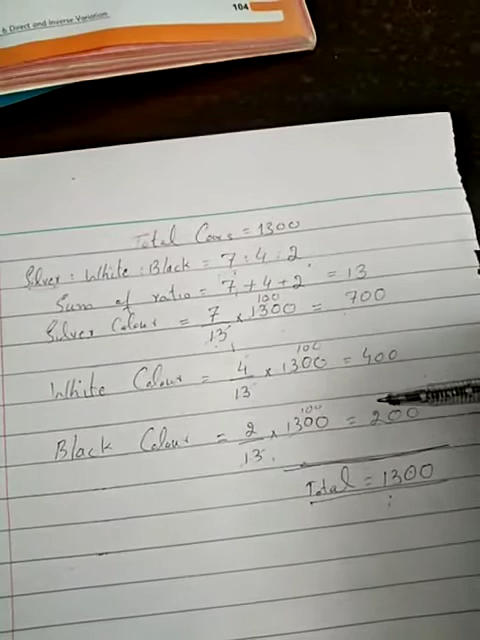 6 Direct and Inverse Variation
104
Total Cars = 1300
Silver : White : Black = 7 : 4 : 2
Sum of ratio = 7 + 4 + 2 = 13
Silver Colour = 7/13 × 1300 = 700
100
White Colour = 4/13 × 1300 = 400
100
Black Colour = 2/13 × 1300 = 200
100
Total = 1300